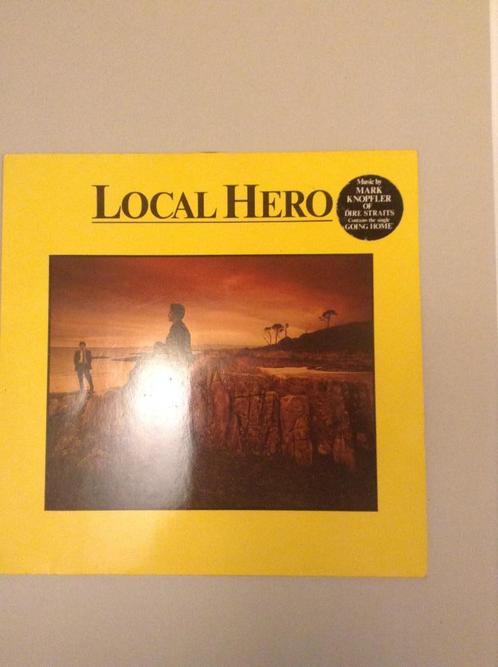 LOCAL HERO
Music by
MARK
KNOPFLER
OF
DIRE STRAITS
Contains the single
'GOING HOME'